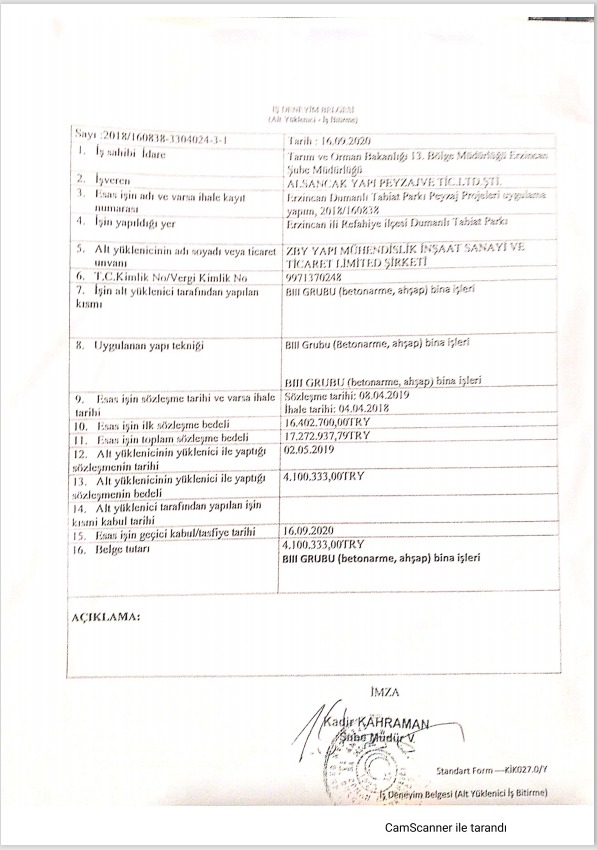 İŞ DENEYİM BELGESİ
(Alt Yüklenici - İş Bitirme)
Sayı :2018/160838-3304024-3-1
Tarih : 16.09.2020
1. İş sahibi İdare
Tarım ve Orman Bakanlığı 13. Bölge Müdürlüğü Erzincan
Şube Müdürlüğü
2. İşveren
ALSANCAK YAPI PEYZAJVE TİC.LTD.ŞTİ.
3. Esas işin adı ve varsa ihale kayıt
numarası
Erzincan Dumanlı Tabiat Parkı Peyzaj Projeleri uygulama
yapım, 2018/160838
4. İşin yapıldığı yer
Erzincan ili Refahiye ilçesi Dumanlı Tabiat Parkı
5. Alt yüklenicinin adı soyadı veya ticaret
unvanı
ZBY YAPI MÜHENDİSLİK İNŞAAT SANAYİ VE
TİCARET LİMİTED ŞİRKETİ
6. T.C.Kimlik No/Vergi Kimlik No
9971370248
7. İşin alt yüklenici tarafından yapılan
kısmı
BIII GRUBU (betonarme, ahşap) bina işleri
8. Uygulanan yapı tekniği
BIII Grubu (Betonarme, ahşap) bina işleri
BIII GRUBU (betonarme, ahşap) bina işleri
9. Esas işin sözleşme tarihi ve varsa ihale
tarihi
Sözleşme tarihi: 08.04.2019
İhale tarihi: 04.04.2018
10. Esas işin ilk sözleşme bedeli
16.402.700,00TRY
11. Esas işin toplam sözleşme bedeli
17.272.937,79TRY
12. Alt yüklenicinin yüklenici ile yaptığı
sözleşmenin tarihi
02.05.2019
13. Alt yüklenicinin yüklenici ile yaptığı
sözleşmenin bedeli
4.100.333,00TRY
14. Alt yüklenici tarafından yapılan işin
kısmi kabul tarihi
15. Esas işin geçici kabul/tasfiye tarihi
16.09.2020
16. Belge tutarı
4.100.333,00TRY
BIII GRUBU (betonarme, ahşap) bina işleri
AÇIKLAMA:
İMZA
Kadir KAHRAMAN
Şube Müdür V.
Standart Form —KİK027.0/Y
İş Deneyim Belgesi (Alt Yüklenici İş Bitirme)
CamScanner ile tarandı